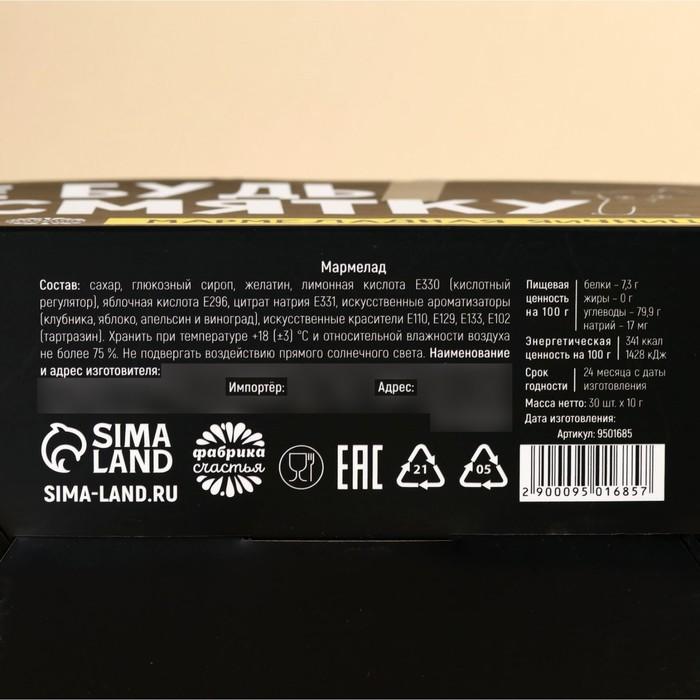 БУДЬ
СМЯТКУ
МАРМЕЛАДНАЯ
Мармелад
Состав: сахар, глюкозный сироп, желатин, лимонная кислота Е330 (кислотный
регулятор), яблочная кислота Е296, цитрат натрия Е331, искусственные ароматизаторы
(клубника, яблоко, апельсин и виноград), искусственные красители Е110, Е129, Е133, Е102
(тартразин). Хранить при температуре +18 (±3) °С и относительной влажности воздуха
не более 75 %. Не подвергать воздействию прямого солнечного света. Наименование
и адрес изготовителя:
Импортёр: Адрес:
Пищевая ценность на 100 г
белки – 7,3 г
жиры – 0 г
углеводы – 79,9 г
натрий – 17 мг
Энергетическая ценность на 100 г
341 ккал
1428 кДж
Срок годности
24 месяца с даты
изготовления
Масса нетто: 30 шт. х 10 г
Дата изготовления:
Артикул: 9501685
SIMA
LAND
SIMA-LAND.RU
фабрика
счастья
EAC
21
05
2 900095 016857